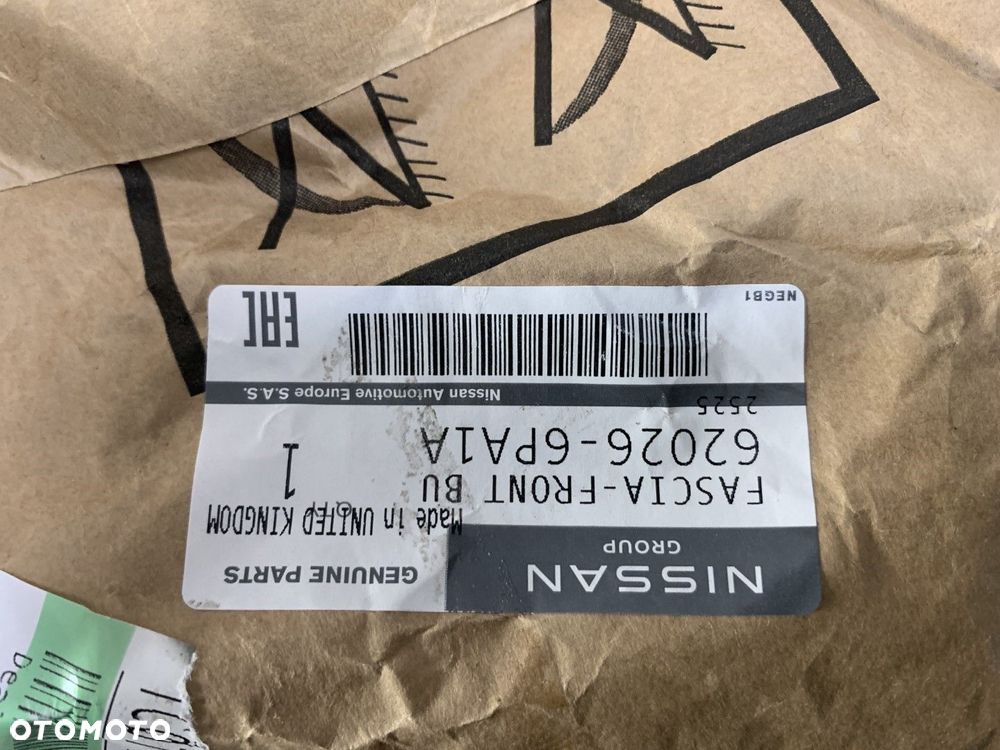 NISSAN
GROUP
GENUINE PARTS
Made in UNITED KINGDOM
FASCIA-FRONT BU
QTY
1
62026-6PA1A
2525
Nissan Automotive Europe S.A.S.
NEGB1
EAC
OTOMOTO